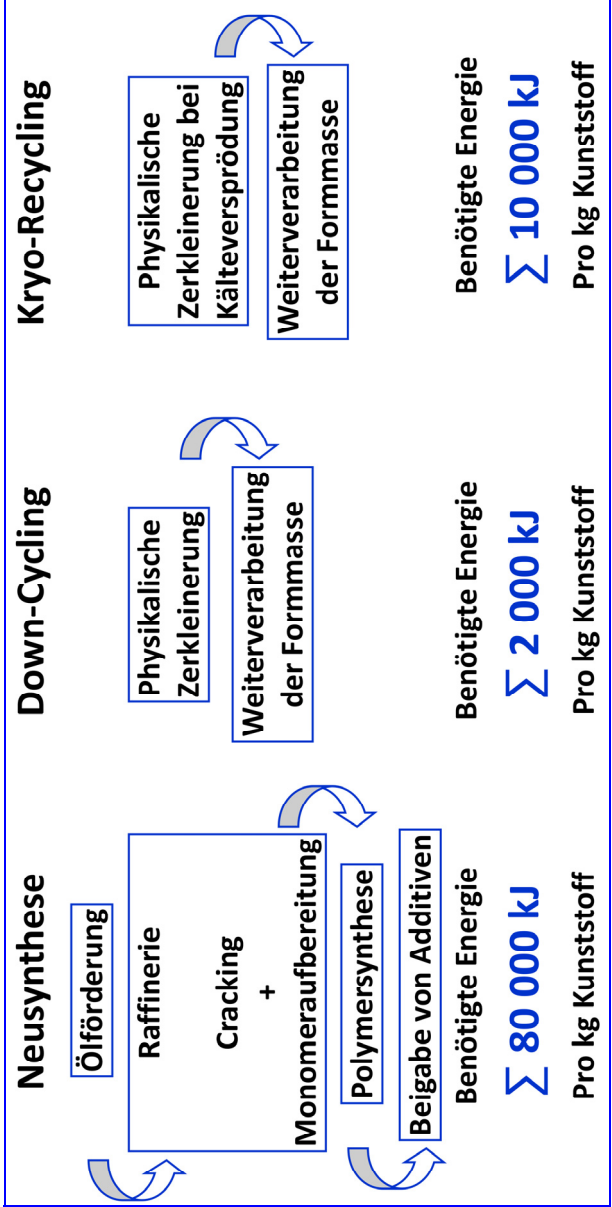 Neusynthese
Ölförderung
Raffinerie
Cracking
+
Monomeraufbereitung
Polymersynthese
Beigabe von Additiven
Benötigte Energie
∑ 80 000 kJ
Pro kg Kunststoff
Down-Cycling
Physikalische
Zerkleinerung
Weiterverarbeitung
der Formmasse
Benötigte Energie
∑ 2 000 kJ
Pro kg Kunststoff
Kryo-Recycling
Physikalische
Zerkleinerung bei
Kälteversprödung
Weiterverarbeitung
der Formmasse
Benötigte Energie
∑ 10 000 kJ
Pro kg Kunststoff